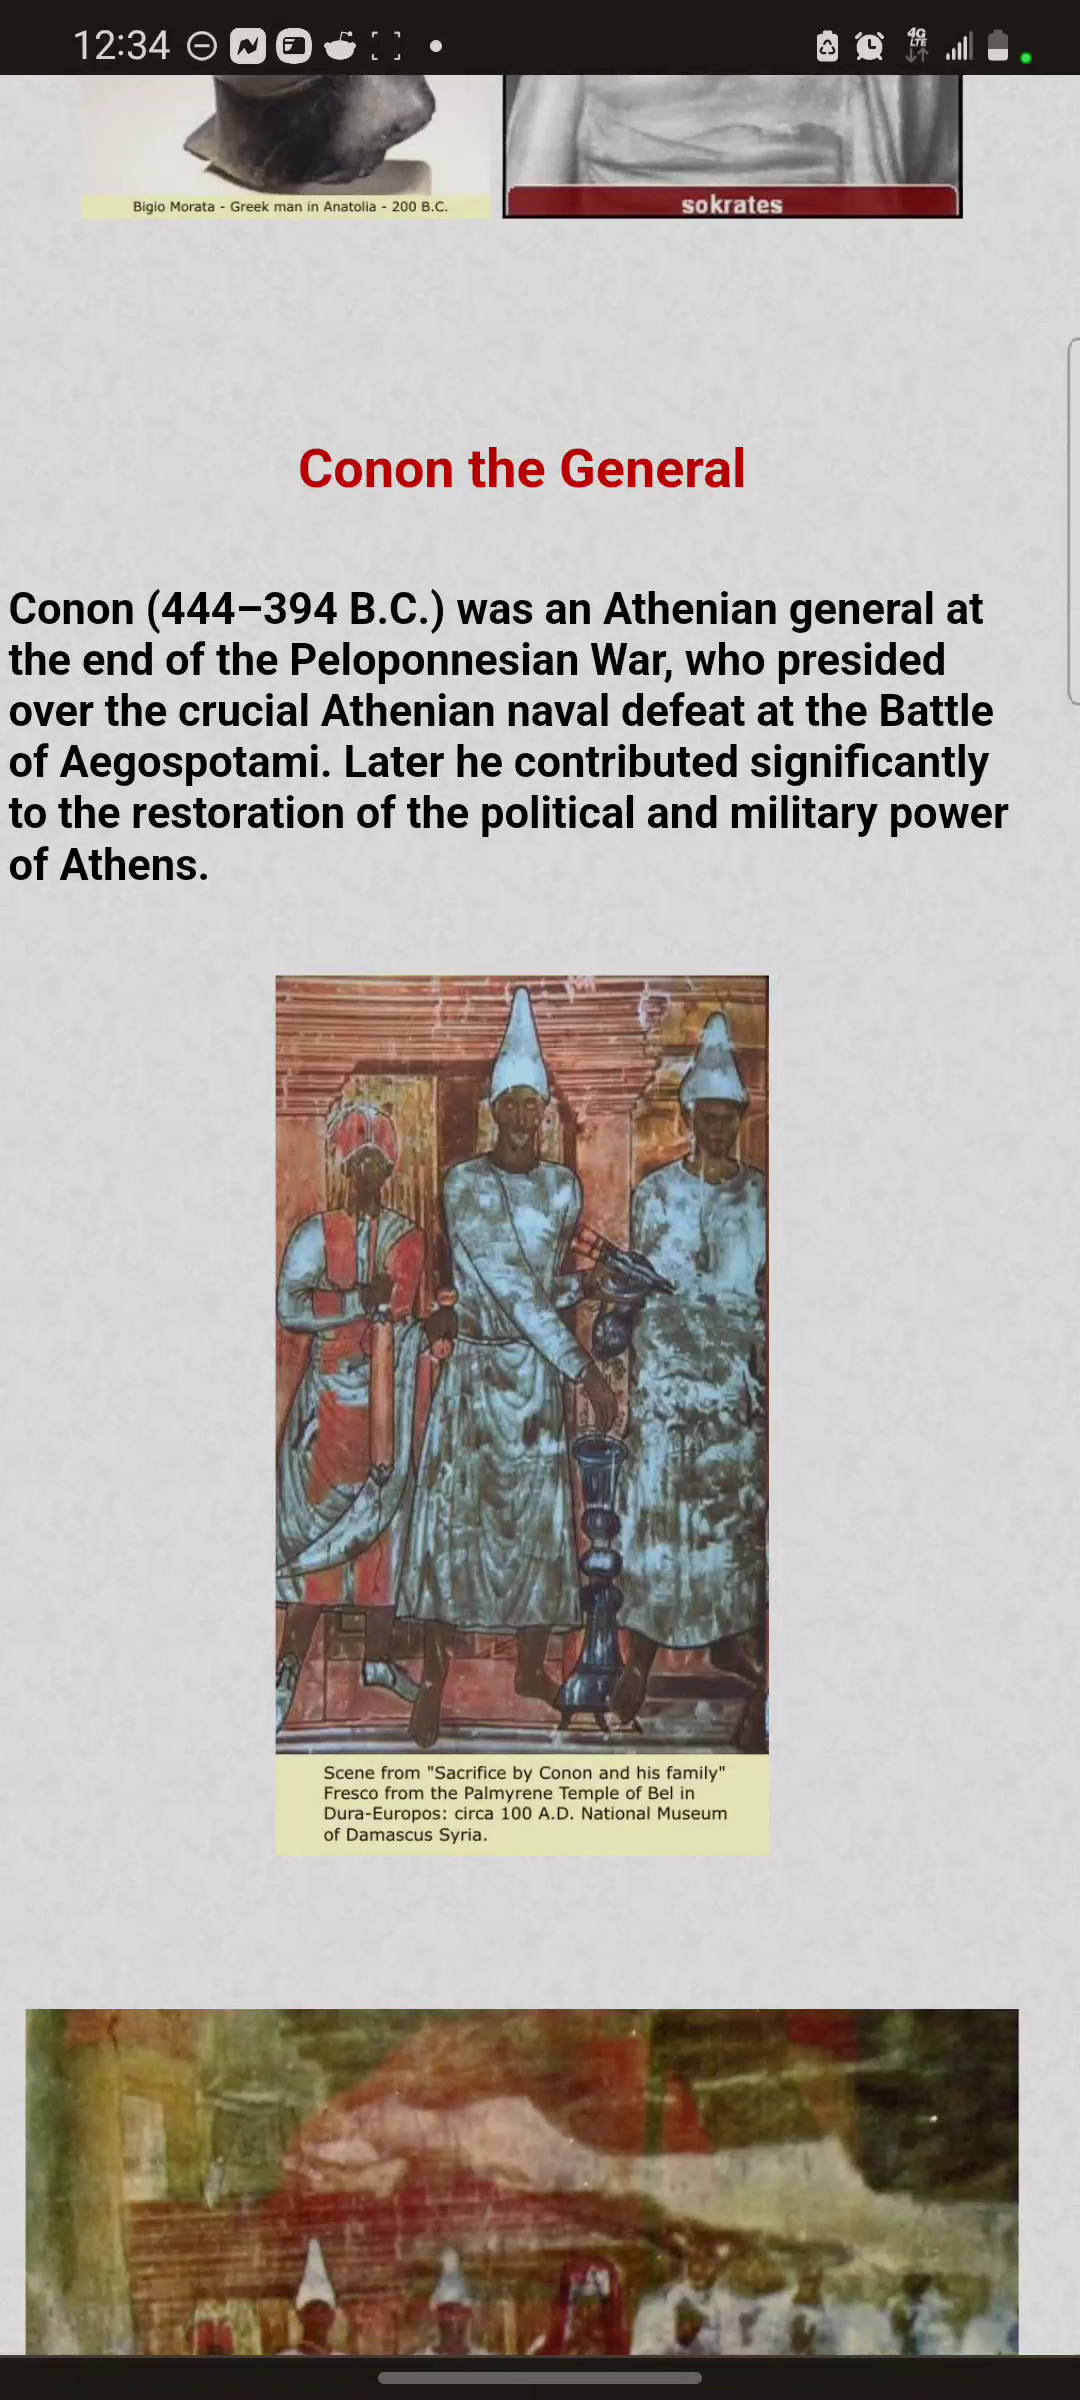 12:34
4G
LTE
Bigio Morata - Greek man in Anatolia - 200 B.C.
sokrates
Conon the General
Conon (444–394 B.C.) was an Athenian general at
the end of the Peloponnesian War, who presided
over the crucial Athenian naval defeat at the Battle
of Aegospotami. Later he contributed significantly
to the restoration of the political and military power
of Athens.
Scene from "Sacrifice by Conon and his family"
Fresco from the Palmyrene Temple of Bel in
Dura-Europos: circa 100 A.D. National Museum
of Damascus Syria.